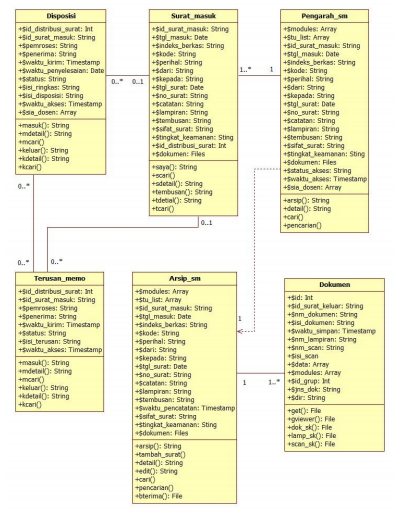 Disposisi
+$id_distribusi_surat: Int
+$id_surat_masuk: String
+$pemroses: String
+$penerima: String
+$waktu_kirim: Timestamp
+$waktu_penyelesaian: Date
+$status: String
+$isi_ringkas: String
+$isi_disposisi: String
+$waktu_akses: Timestamp
+$sia_dosen: Array
+masuk(): String
+mdetail(): String
+mcari()
+keluar(): String
+kdetail(): String
+kcari()
Surat_masuk
+$id_surat_masuk: String
+$tgl_masuk: Date
+$indeks_berkas: String
+$kode: String
+$perihal: String
+$dari: String
+$kepada: String
+$tgl_surat: Date
+$no_surat: String
+$catatan: String
+$lampiran: String
+$tembusan: String
+$sifat_surat: String
+$tingkat_keamanan: String
+$id_distribusi_surat: Int
+$dokumen: Files
+saya(): String
+scari()
+sdetail(): String
+tembusan(): String
+tdetial(): String
+tcari()
Pengarah_sm
+$modules: Array
+$tu_list: Array
+$id_surat_masuk: String
+$tgl_masuk: Date
+$indeks_berkas: String
+$kode: String
+$perihal: String
+$dari: String
+$kepada: String
+$tgl_surat: Date
+$no_surat: String
+$catatan: String
+$lampiran: String
+$tembusan: String
+$sifat_surat: String
+$tingkat_keamanan: Sting
+$dokumen: Files
+$status_akses: String
+$waktu_akses: Timestamp
+$sia_dosen: Array
+arsip(): String
+detail(): String
+cari()
+pencarian()
0..*
0..1
1..*
1
0..*
0..1
0..*
0..*
Terusan_memo
+$id_distribusi_surat: Int
+$id_surat_masuk: String
+$pemroses: String
+$penerima: String
+$waktu_kirim: Timestamp
+$status: String
+$isi_terusan: String
+$waktu_akses: Timestamp
+masuk(): String
+mdetail(): String
+mcari()
+keluar(): String
+kdetail(): String
+kcari()
Arsip_sm
+$modules: Array
+$tu_list: Array
+$id_surat_masuk: String
+$tgl_masuk: Date
+$indeks_berkas: String
+$kode: String
+$perihal: String
+$dari: String
+$kepada: String
+$tgl_surat: Date
+$no_surat: String
+$catatan: String
+$lampiran: String
+$tembusan: String
+$waktu_pencatatan: Timestamp
+$sifat_surat: String
+$tingkat_keamanan: Sting
+$dokumen: Files
+arsip(): String
+tambah_surat()
+detail(): String
+edit(): String
+cari()
+pencarian()
+bterima(): File
1
1
1..*
Dokumen
+$id: Int
+$id_surat_keluar: String
+$nm_dokumen: String
+$isi_dokumen: String
+$waktu_simpan: Timestamp
+$nm_lampiran: String
+$nm_scan: String
+$isi_scan
+$data: Array
+$modules: Array
+$id_grup: Int
+$jns_dok: String
+$dir: String
+get(): File
+gviewer(): File
+dok_sk(): File
+lamp_sk(): File
+scan_sk(): File